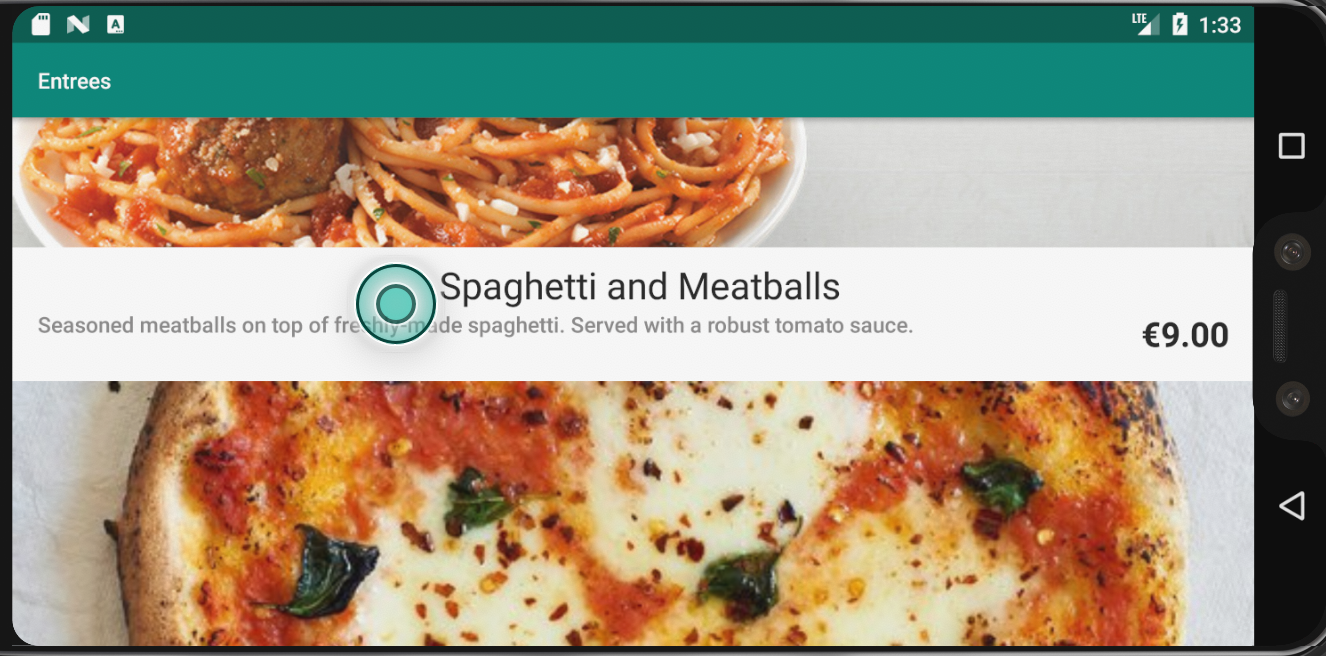 LTE
1:33
Entrees
Spaghetti and Meatballs
Seasoned meatballs on top of freshly-made spaghetti. Served with a robust tomato sauce.
€9.00